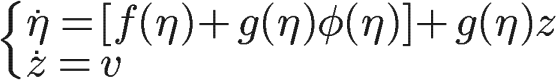 η̇ = [f(η)+ g(η)ϕ(η)]+ g(η)z
ż = v